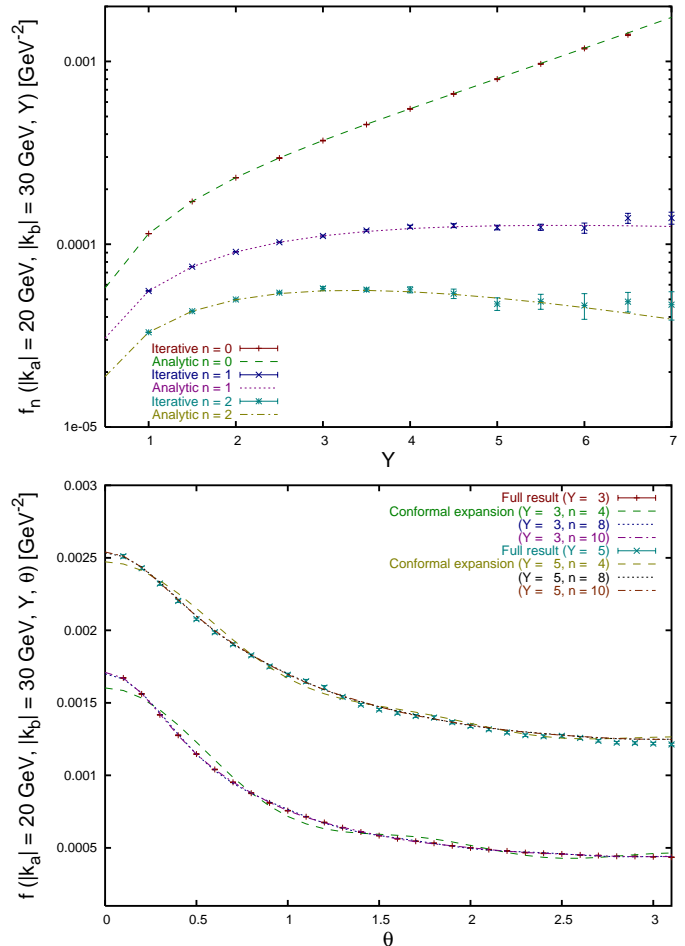 f_n (|k_a| = 20 GeV, |k_b| = 30 GeV, Y) [GeV^-2]
0.001
0.0001
1e-05
Iterative n = 0
Analytic n = 0
Iterative n = 1
Analytic n = 1
Iterative n = 2
Analytic n = 2
1 2 3 4 5 6 7
Y
f (|k_a| = 20 GeV, |k_b| = 30 GeV, Y, θ) [GeV^-2]
0.003
0.0025
0.002
0.0015
0.001
0.0005
Full result (Y = 3)
Conformal expansion (Y = 3, n = 4)
(Y = 3, n = 8)
(Y = 3, n = 10)
Full result (Y = 5)
Conformal expansion (Y = 5, n = 4)
(Y = 5, n = 8)
(Y = 5, n = 10)
0 0.5 1 1.5 2 2.5 3
θ